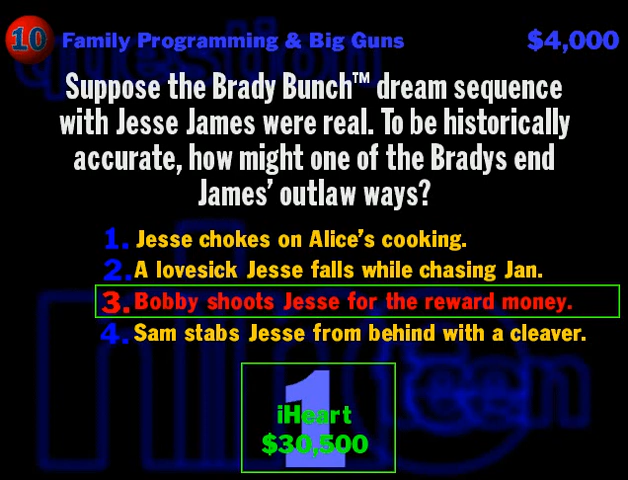 10 Family Programming & Big Guns $4,000
Suppose the Brady Bunch™ dream sequence
with Jesse James were real. To be historically
accurate, how might one of the Bradys end
James' outlaw ways?
1. Jesse chokes on Alice's cooking.
2. A lovesick Jesse falls while chasing Jan.
3. Bobby shoots Jesse for the reward money.
4. Sam stabs Jesse from behind with a cleaver.
1
iHeart
$30,500